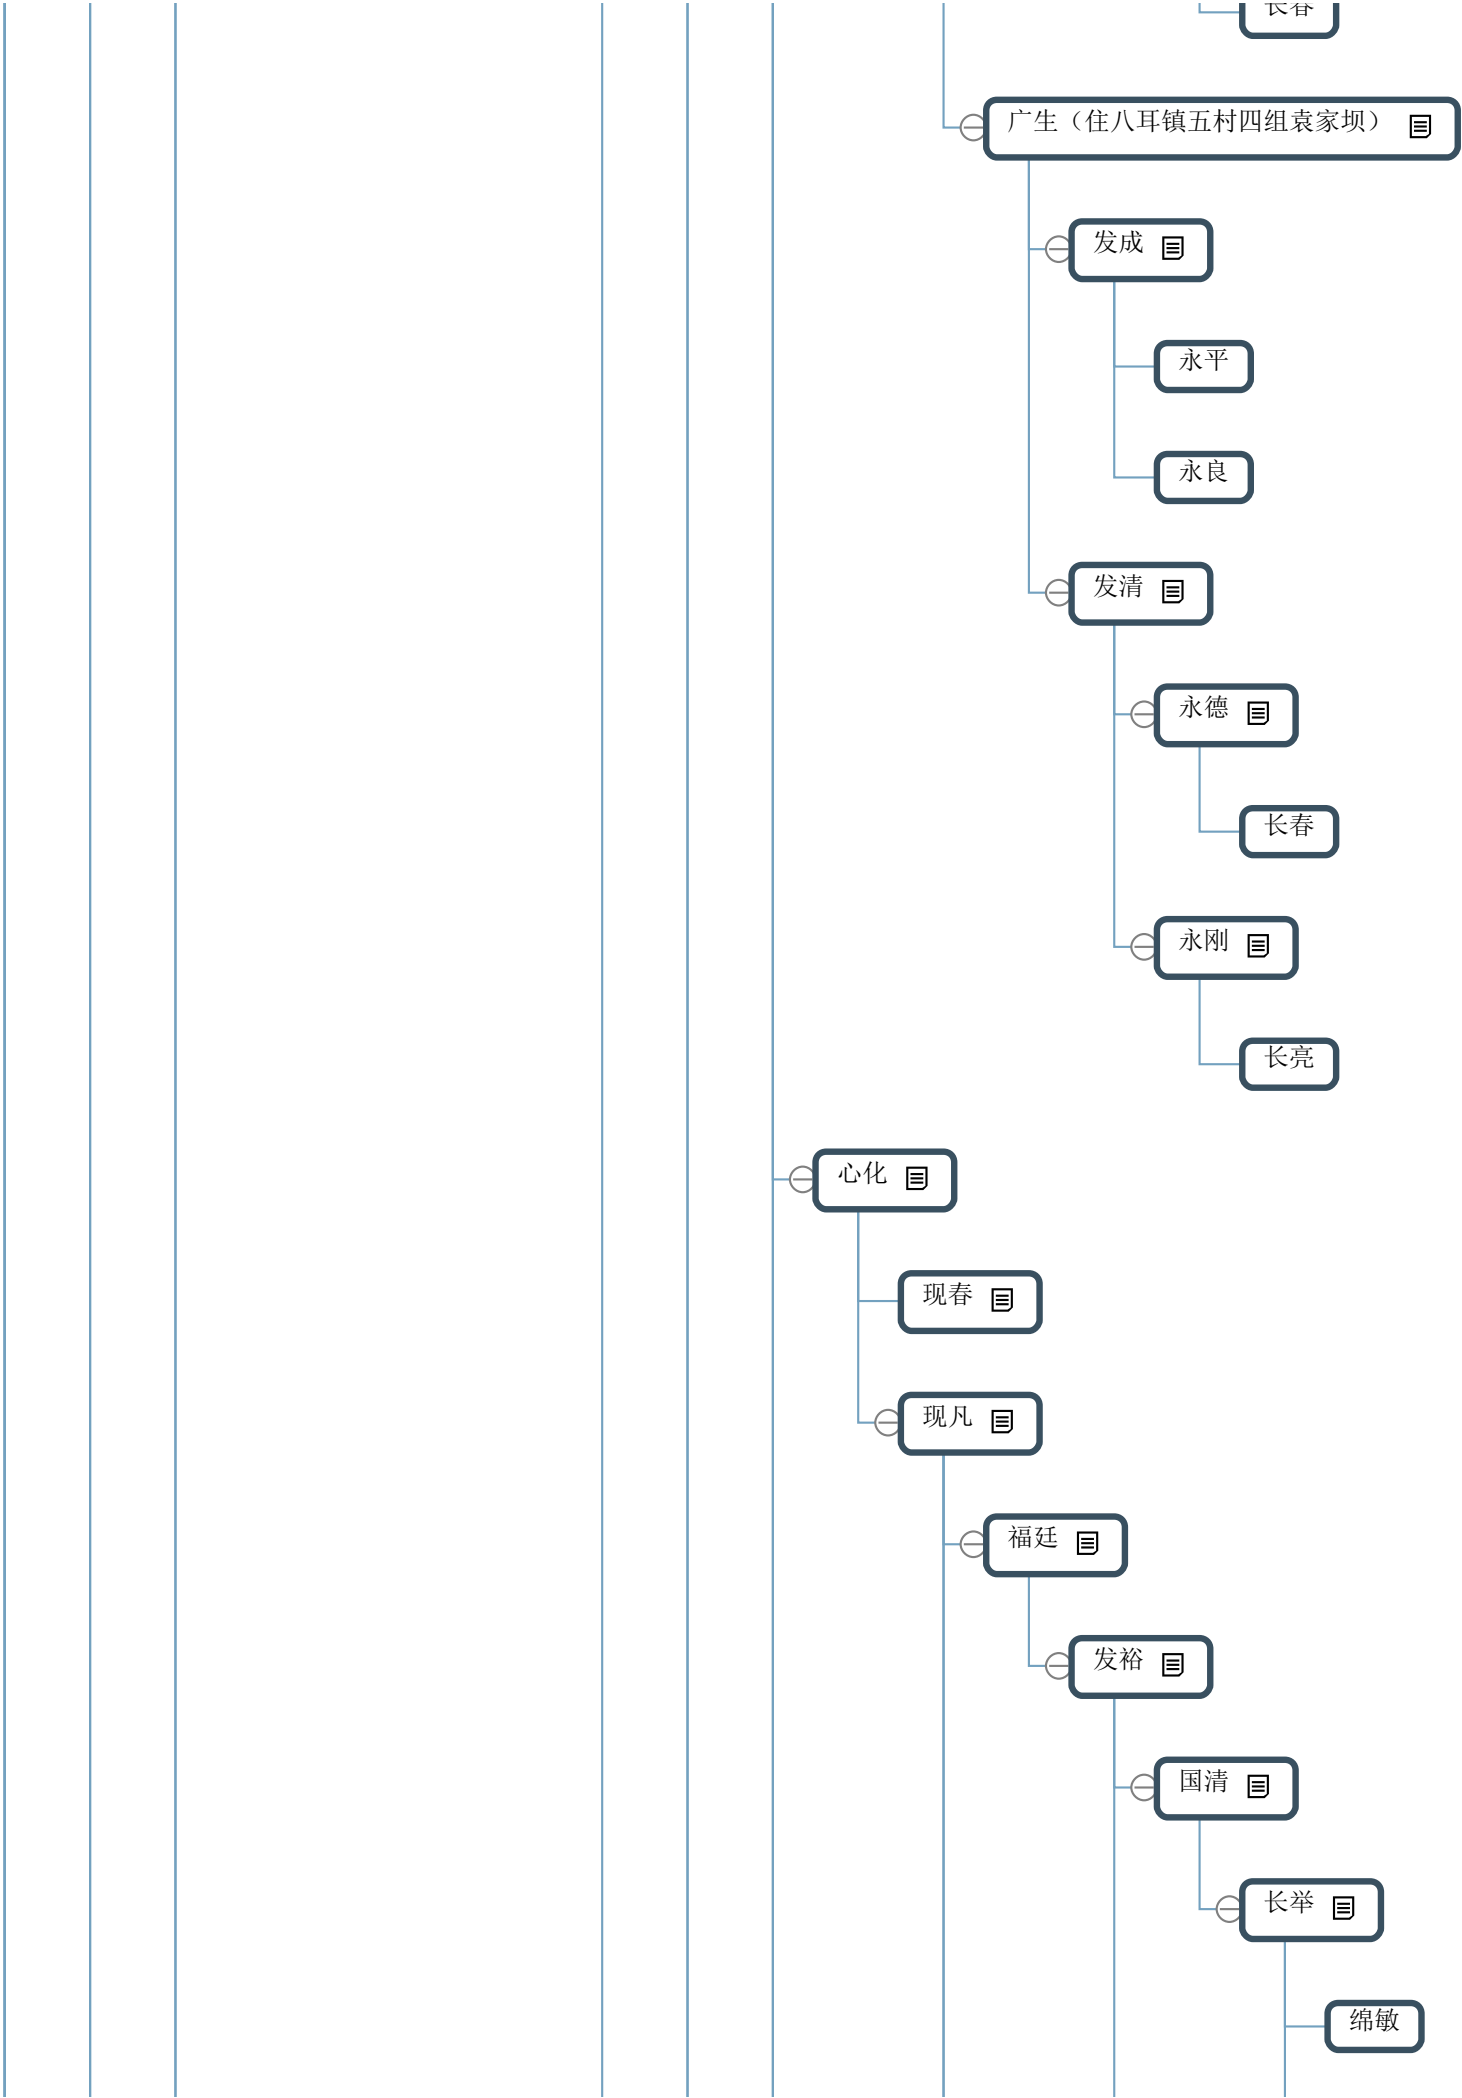 长春
广生（住八耳镇五村四组袁家坝）
发成
永平
永良
发清
永德
长春
永刚
长亮
心化
现春
现凡
福廷
发裕
国清
长举
绵敏